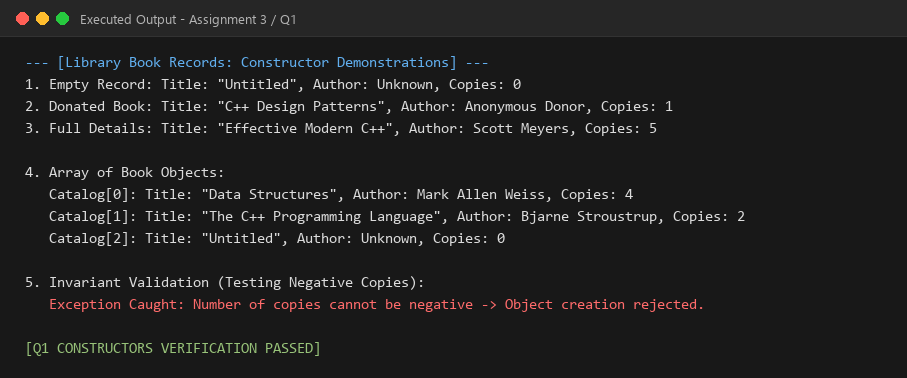 Executed Output - Assignment 3 / Q1
--- [Library Book Records: Constructor Demonstrations] ---
1. Empty Record: Title: "Untitled", Author: Unknown, Copies: 0
2. Donated Book: Title: "C++ Design Patterns", Author: Anonymous Donor, Copies: 1
3. Full Details: Title: "Effective Modern C++", Author: Scott Meyers, Copies: 5
4. Array of Book Objects:
Catalog[0]: Title: "Data Structures", Author: Mark Allen Weiss, Copies: 4
Catalog[1]: Title: "The C++ Programming Language", Author: Bjarne Stroustrup, Copies: 2
Catalog[2]: Title: "Untitled", Author: Unknown, Copies: 0
5. Invariant Validation (Testing Negative Copies):
Exception Caught: Number of copies cannot be negative -> Object creation rejected.
[Q1 CONSTRUCTORS VERIFICATION PASSED]